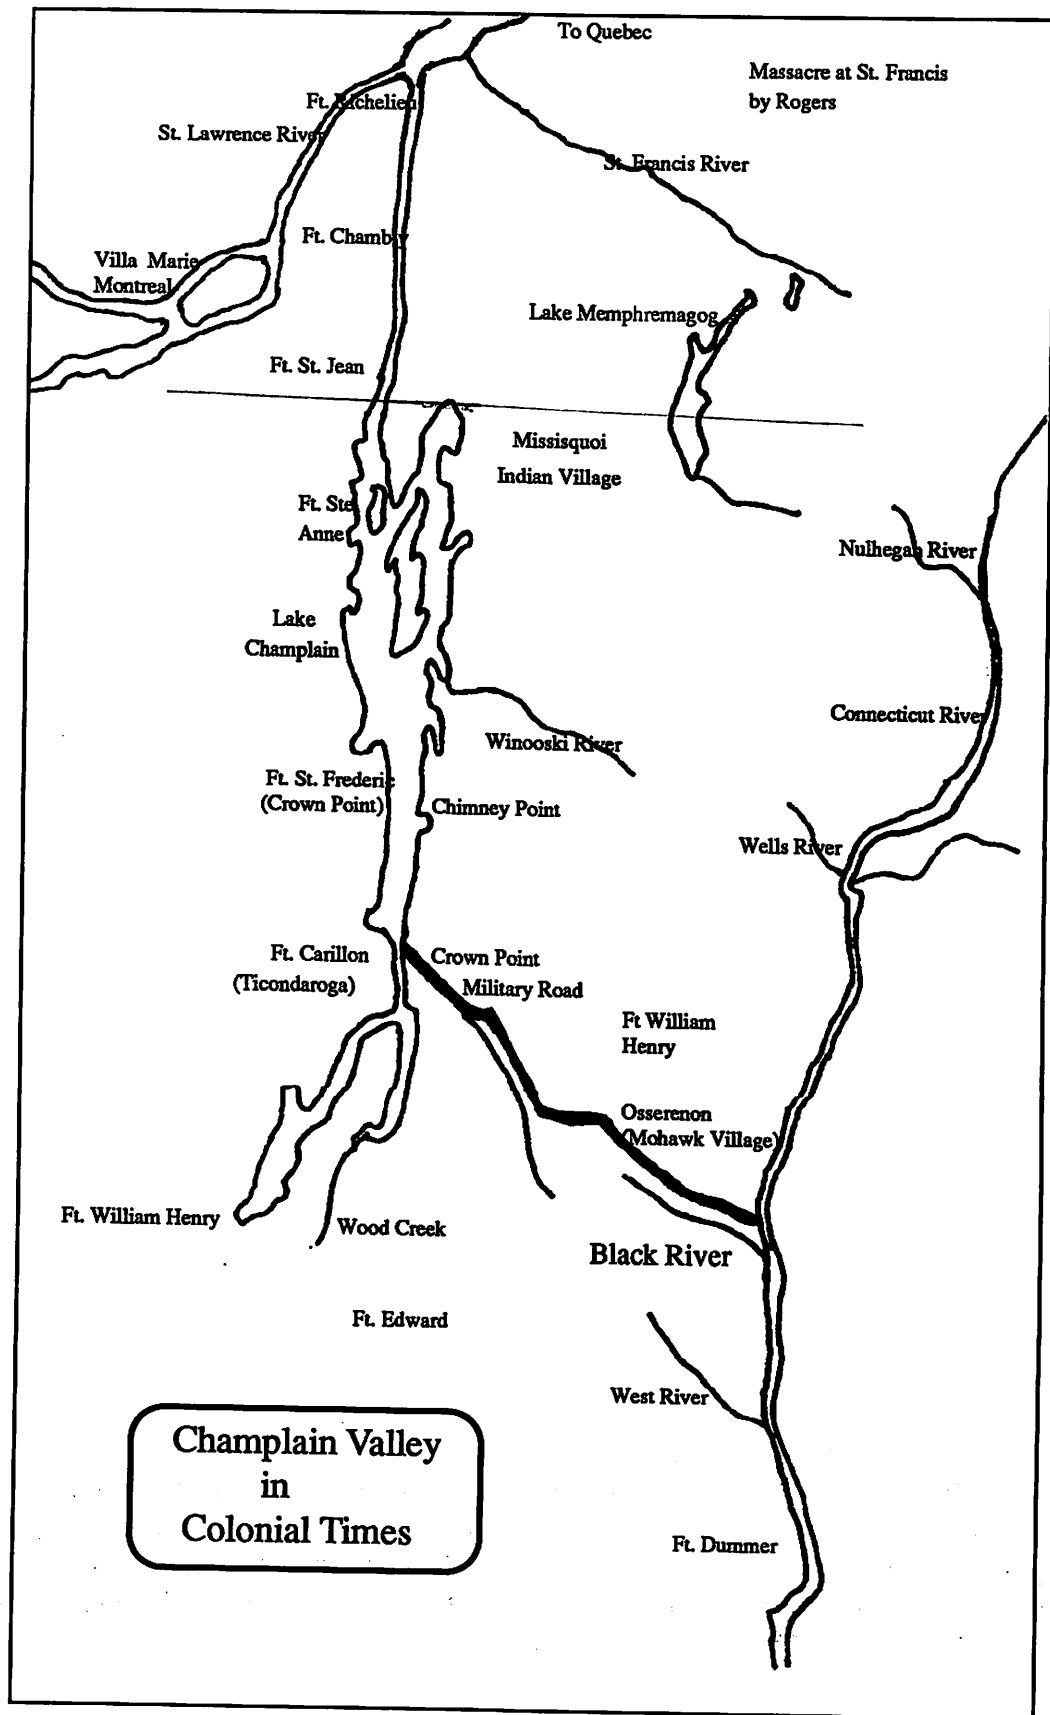 To Quebec
Massacre at St. Francis
by Rogers
Ft. Richelieu
St. Lawrence River
St. Francis River
Ft. Chambly
Villa Marie
Montreal
Lake Memphremagog
Ft. St. Jean
Missisquoi
Indian Village
Ft. Ste
Anne
Nulhegan River
Lake
Champlain
Connecticut River
Winooski River
Ft. St. Frederic
(Crown Point)
Chimney Point
Wells River
Ft. Carillon
(Ticondaroga)
Crown Point
Military Road
Ft William
Henry
Osserenon
(Mohawk Village)
Ft. William Henry
Wood Creek
Black River
Ft. Edward
West River
Champlain Valley
in
Colonial Times
Ft. Dummer